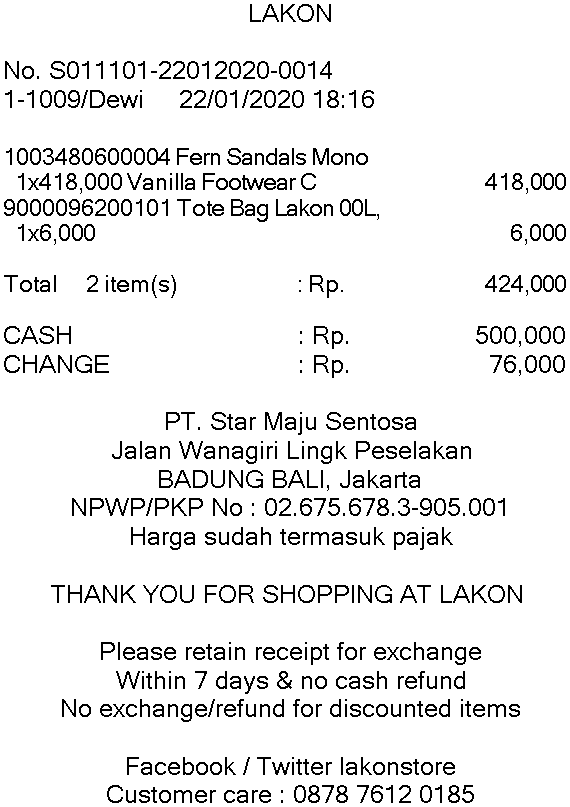 LAKON
No. S011101-22012020-0014
1-1009/Dewi 22/01/2020 18:16
1003480600004 Fern Sandals Mono
1x418,000 Vanilla Footwear C 418,000
9000096200101 Tote Bag Lakon 00L,
1x6,000 6,000
Total 2 item(s) : Rp. 424,000
CASH : Rp. 500,000
CHANGE : Rp. 76,000
PT. Star Maju Sentosa
Jalan Wanagiri Lingk Peselakan
BADUNG BALI, Jakarta
NPWP/PKP No : 02.675.678.3-905.001
Harga sudah termasuk pajak
THANK YOU FOR SHOPPING AT LAKON
Please retain receipt for exchange
Within 7 days & no cash refund
No exchange/refund for discounted items
Facebook / Twitter lakonstore
Customer care : 0878 7612 0185